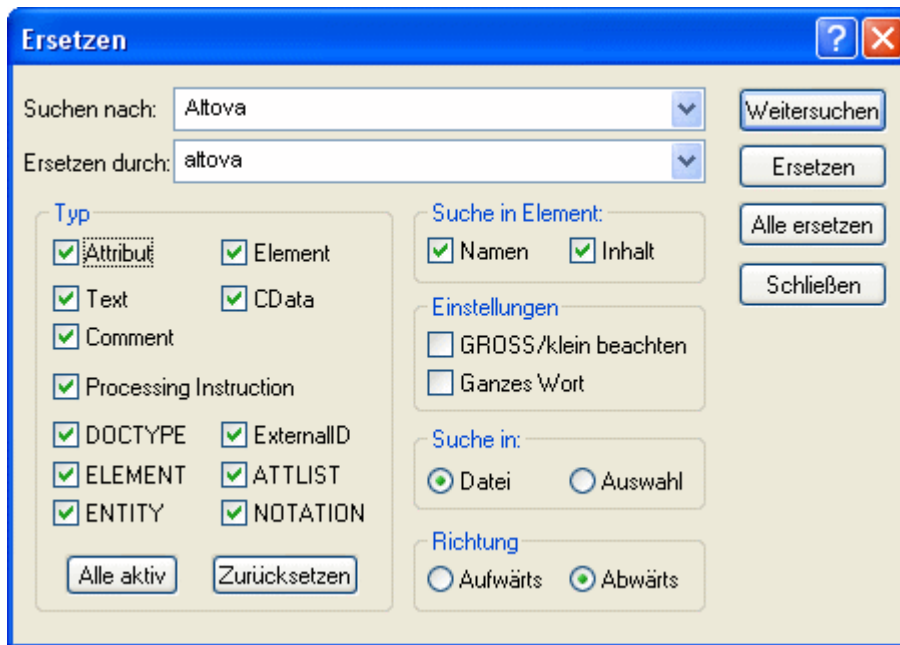 Ersetzen
Suchen nach: Altova
Weitersuchen
Ersetzen durch: altova
Ersetzen
Alle ersetzen
Schließen
Typ
Attribut Element
Text CData
Comment
Processing Instruction
DOCTYPE ExternalID
ELEMENT ATTLIST
ENTITY NOTATION
Alle aktiv Zurücksetzen
Suche in Element:
Namen Inhalt
Einstellungen
GROSS/klein beachten
Ganzes Wort
Suche in:
Datei Auswahl
Richtung
Aufwärts Abwärts